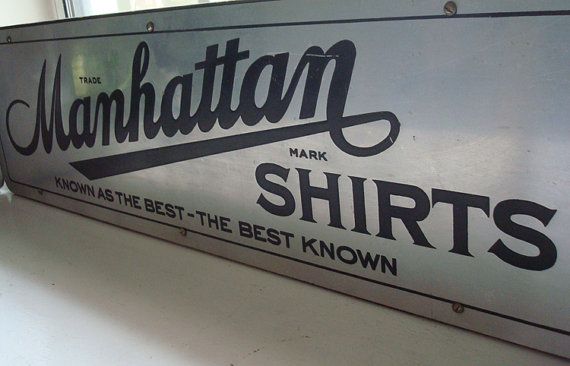 TRADE
Manhattan
MARK
SHIRTS
KNOWN AS THE BEST-THE BEST KNOWN